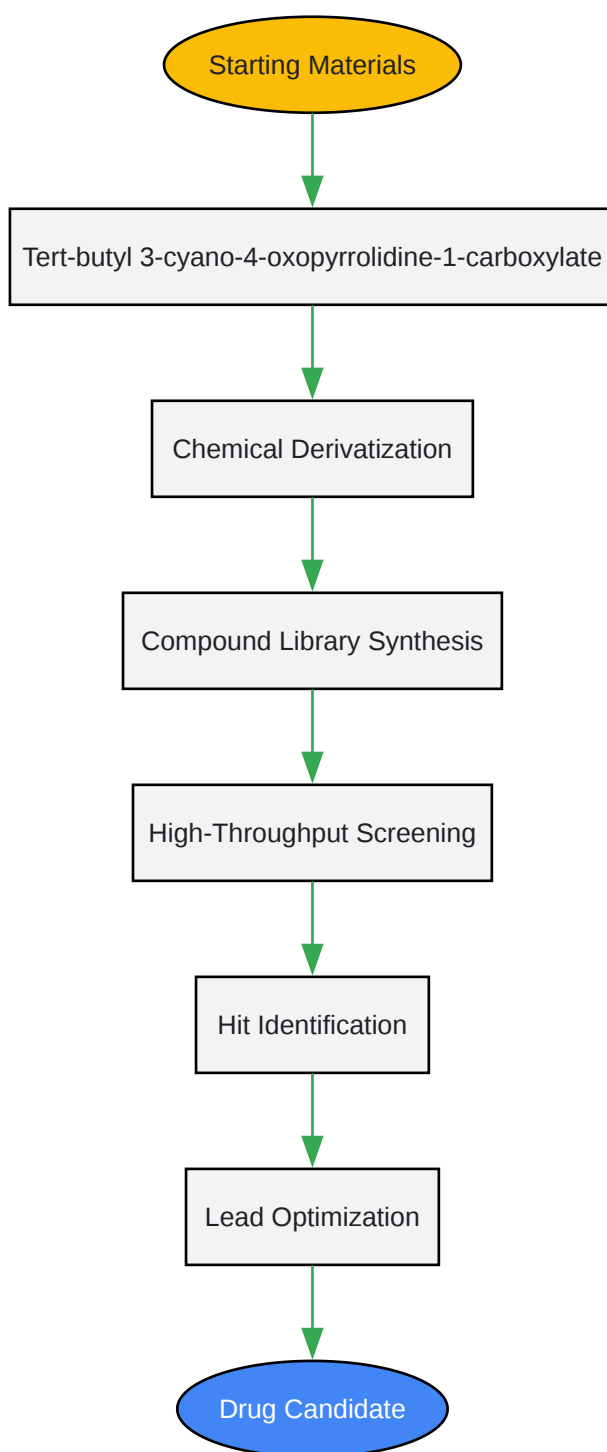 Starting Materials
Tert-butyl 3-cyano-4-oxopyrrolidine-1-carboxylate
Chemical Derivatization
Compound Library Synthesis
High-Throughput Screening
Hit Identification
Lead Optimization
Drug Candidate